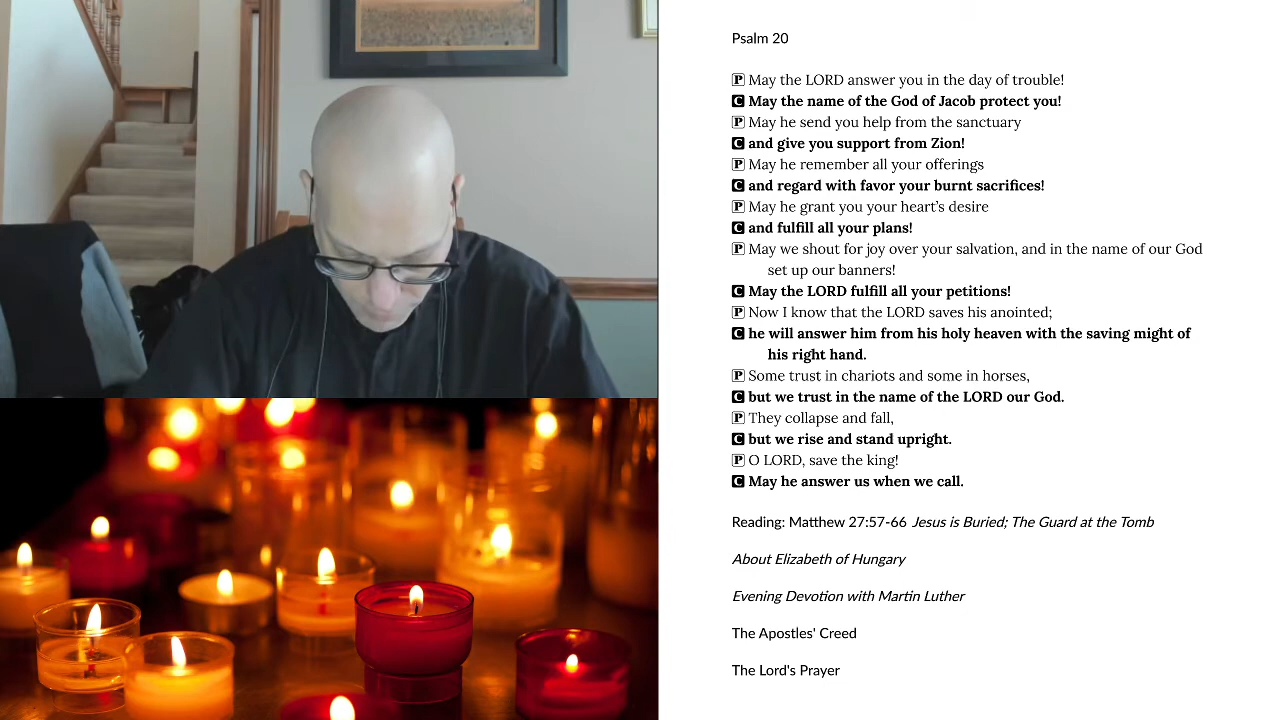 Psalm 20
P May the LORD answer you in the day of trouble!
C May the name of the God of Jacob protect you!
P May he send you help from the sanctuary
C and give you support from Zion!
P May he remember all your offerings
C and regard with favor your burnt sacrifices!
P May he grant you your heart’s desire
C and fulfill all your plans!
P May we shout for joy over your salvation, and in the name of our God
set up our banners!
C May the LORD fulfill all your petitions!
P Now I know that the LORD saves his anointed;
C he will answer him from his holy heaven with the saving might of
his right hand.
P Some trust in chariots and some in horses,
C but we trust in the name of the LORD our God.
P They collapse and fall,
C but we rise and stand upright.
P O LORD, save the king!
C May he answer us when we call.
Reading: Matthew 27:57-66 Jesus is Buried; The Guard at the Tomb
About Elizabeth of Hungary
Evening Devotion with Martin Luther
The Apostles' Creed
The Lord's Prayer